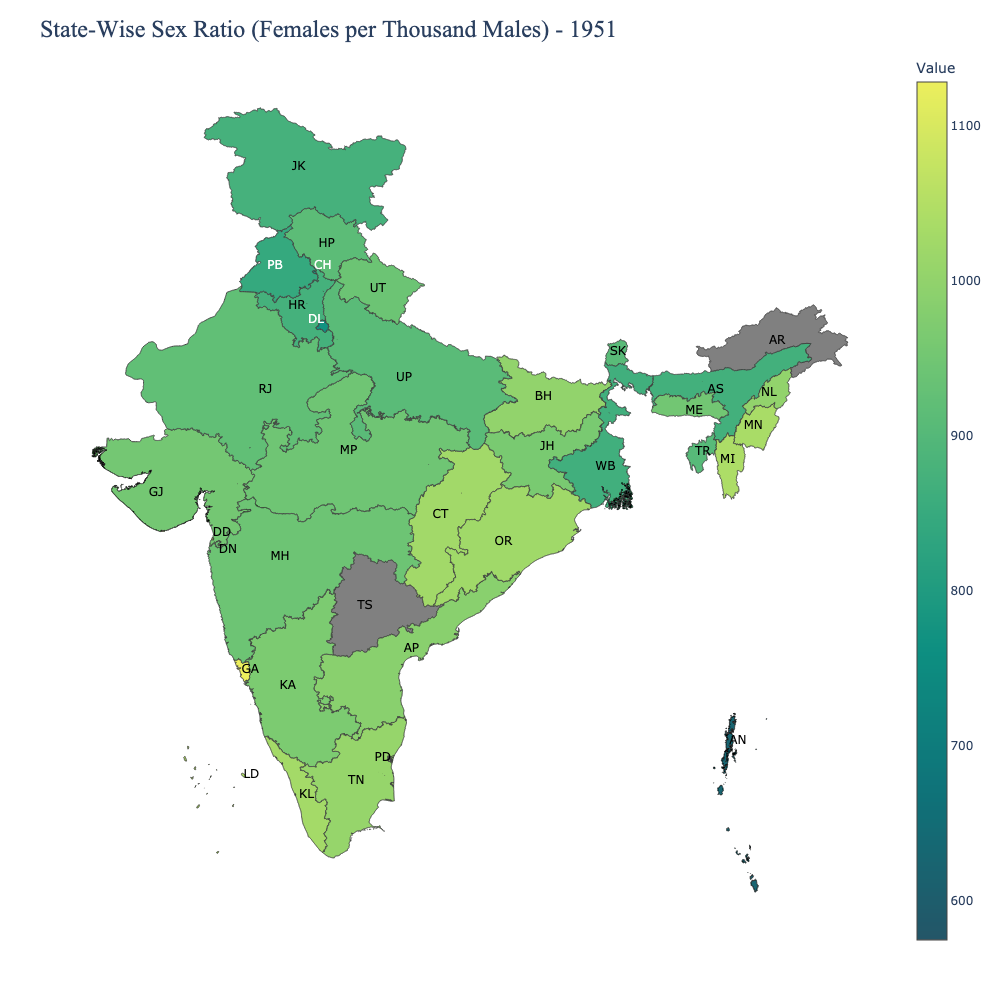 State-Wise Sex Ratio (Females per Thousand Males) - 1951
Value
1100
1000
900
800
700
600
JK
HP
PB
CH
UT
HR
DL
RJ
UP
BH
SK
AR
AS
NL
ME
MN
TR
MI
JH
WB
MP
GJ
CT
OR
DD
DN
MH
TS
AP
GA
KA
PD
TN
LD
KL
AN